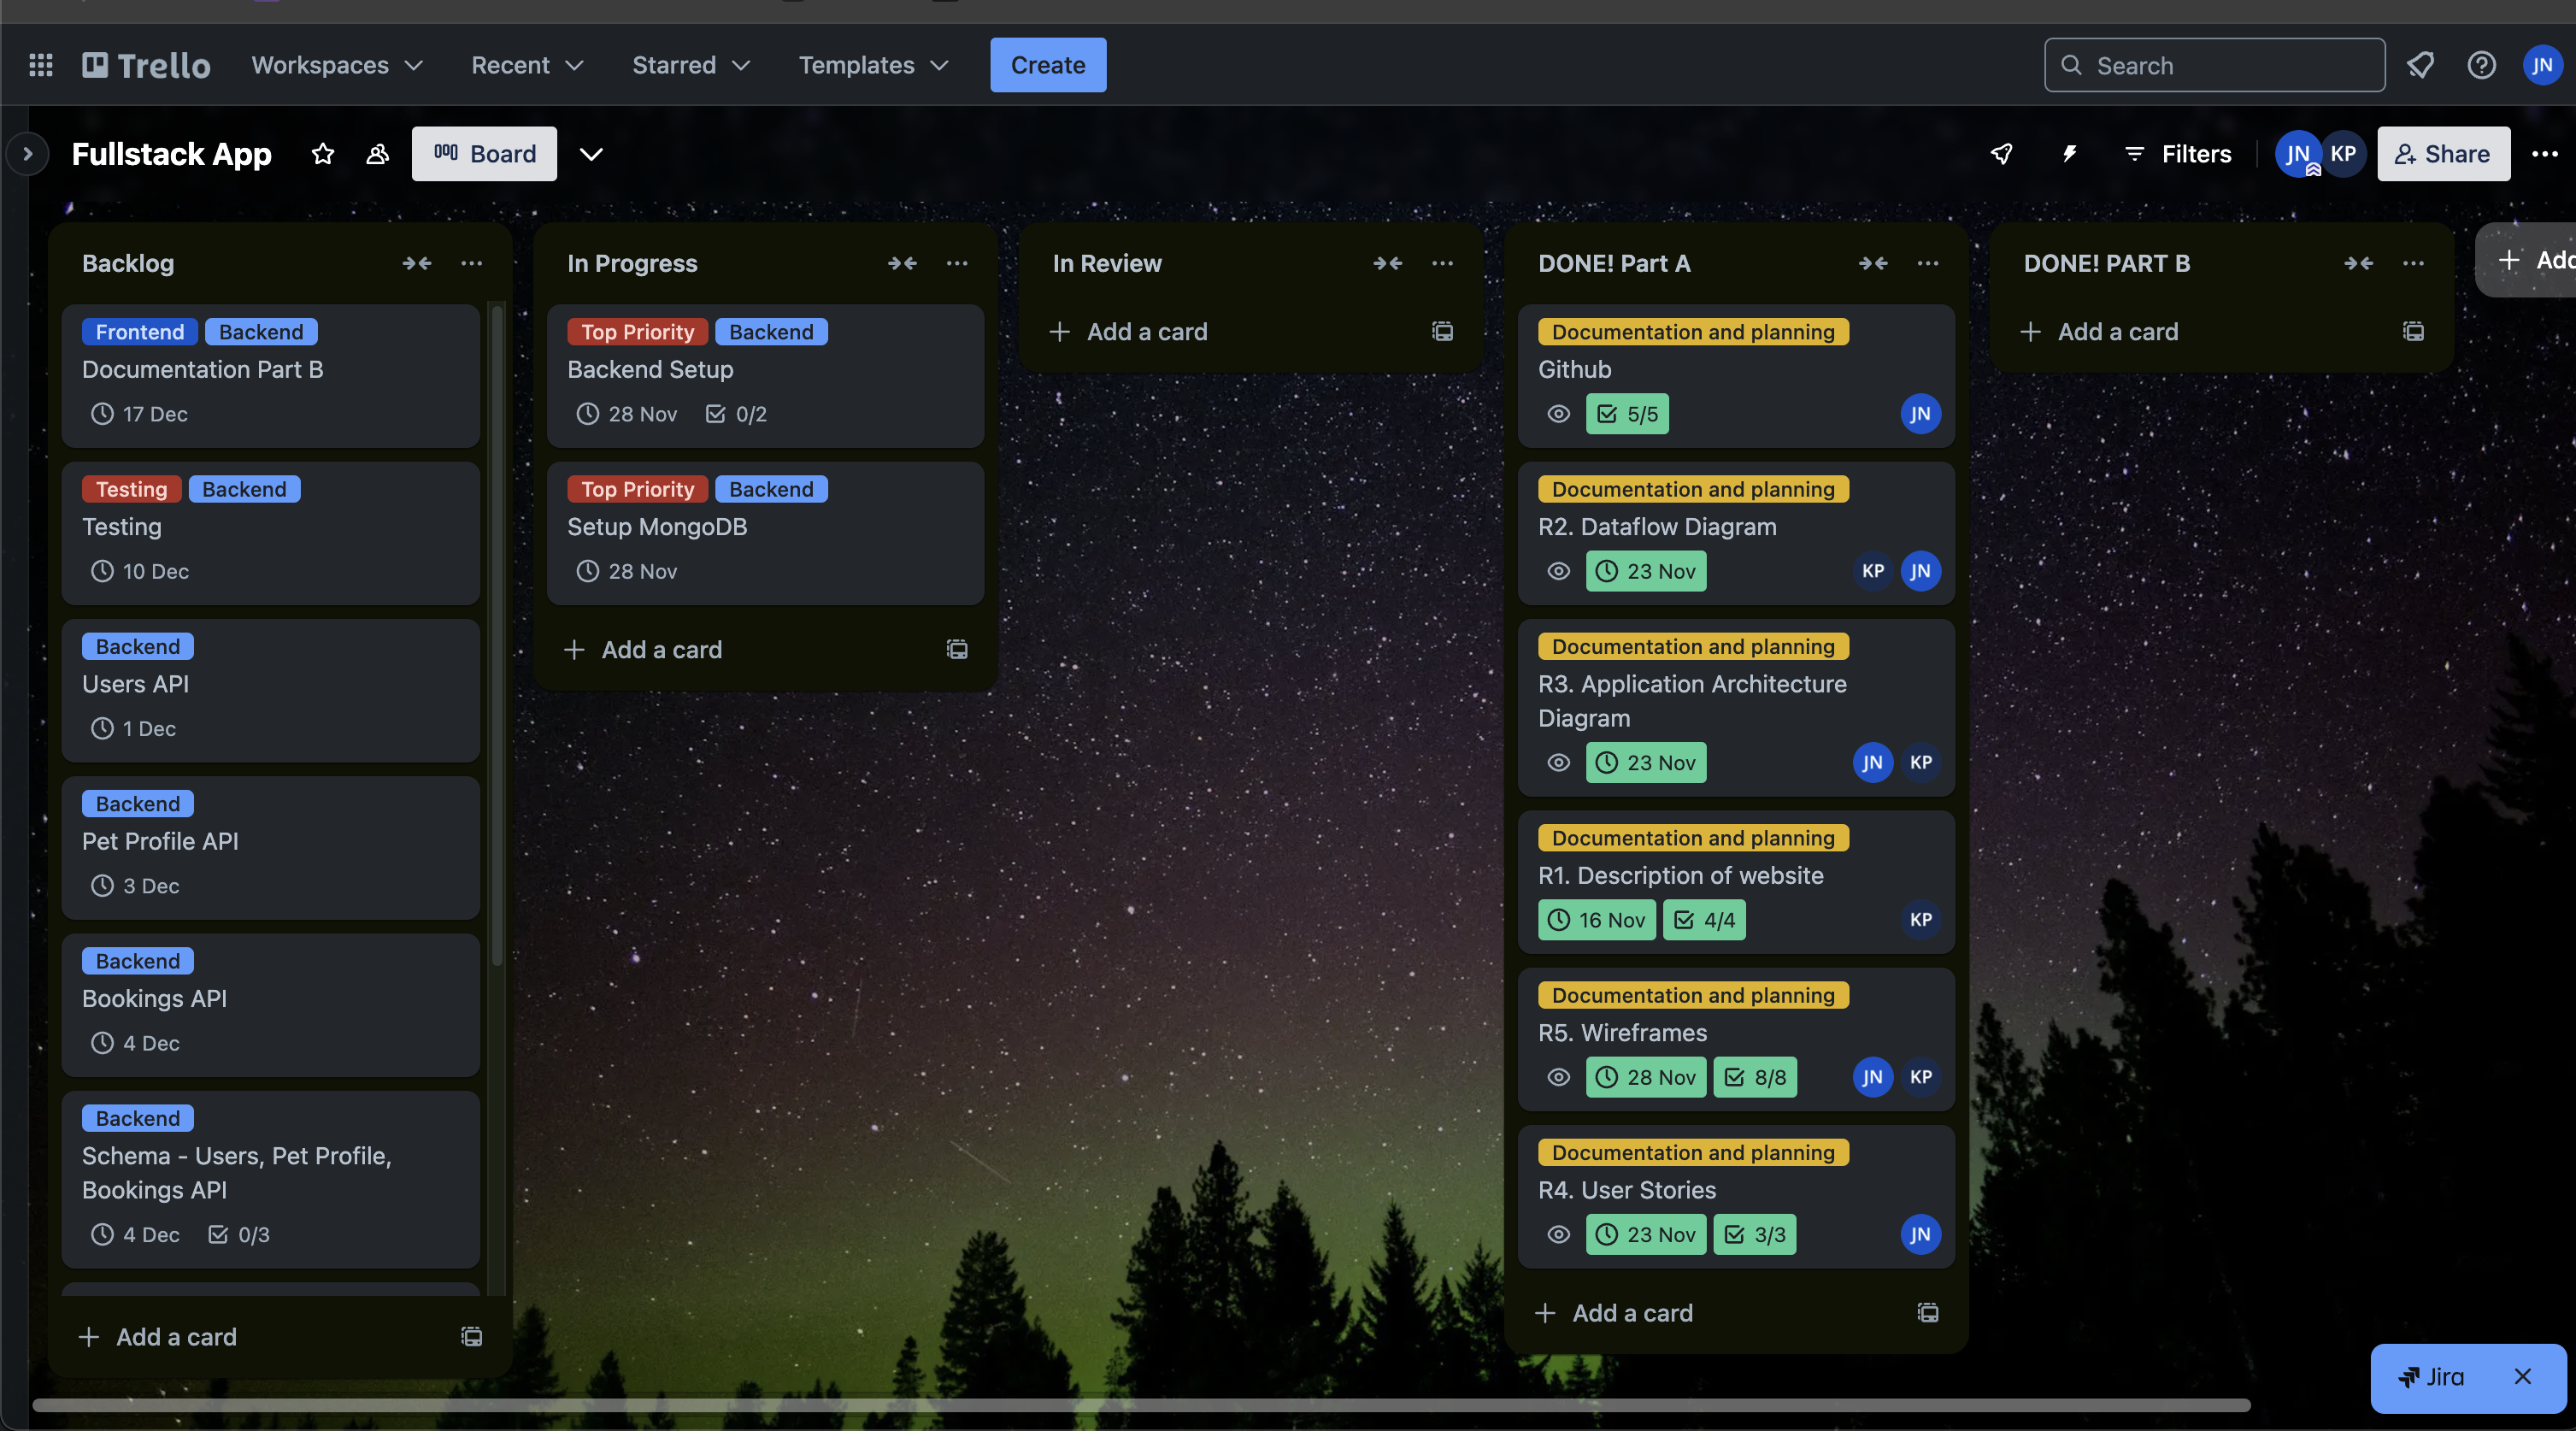 Trello
Workspaces
Recent
Starred
Templates
Create
Search
JN
Fullstack App
Board
Filters
JN
KP
Share
Backlog
Frontend Backend
Documentation Part B
17 Dec
Testing Backend
Testing
10 Dec
Backend
Users API
1 Dec
Backend
Pet Profile API
3 Dec
Backend
Bookings API
4 Dec
Backend
Schema - Users, Pet Profile,
Bookings API
4 Dec 0/3
+ Add a card
In Progress
Top Priority Backend
Backend Setup
28 Nov 0/2
Top Priority Backend
Setup MongoDB
28 Nov
+ Add a card
In Review
+ Add a card
DONE! Part A
Documentation and planning
Github
5/5 JN
Documentation and planning
R2. Dataflow Diagram
23 Nov KP JN
Documentation and planning
R3. Application Architecture
Diagram
23 Nov JN KP
Documentation and planning
R1. Description of website
16 Nov 4/4 KP
Documentation and planning
R5. Wireframes
28 Nov 8/8 JN KP
Documentation and planning
R4. User Stories
23 Nov 3/3 JN
+ Add a card
DONE! PART B
+ Add a card
+ Add
Jira